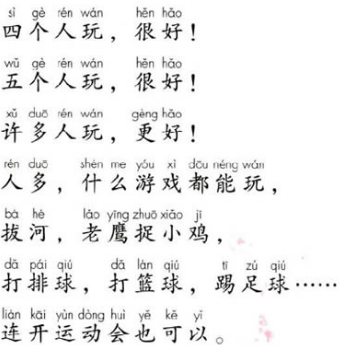 sì gè rén wán hěn hǎo
四个人玩，很好！
wǔ gè rén wán hěn hǎo
五个人玩，很好！
xǔ duō rén wán gèng hǎo
许多人玩，更好！
rén duō shén me yóu xì dōu néng wán
人多，什么游戏都能玩，
bá hé lǎo yīng zhuō xiǎo jī
拔河，老鹰捉小鸡，
dǎ pái qiú dǎ lán qiú tī zú qiú
打排球，打篮球，踢足球……
lián kāi yùn dòng huì yě kě yǐ
连开运动会也可以。